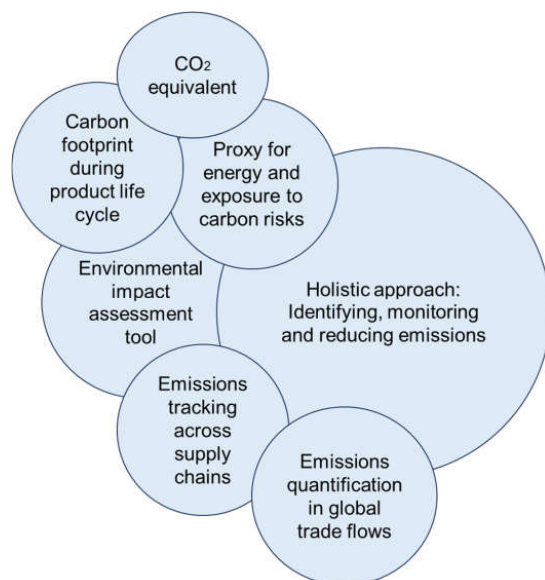 CO₂
equivalent
Carbon
footprint
during
product life
cycle
Proxy for
energy and
exposure to
carbon risks
Environmental
impact
assessment
tool
Holistic approach:
Identifying, monitoring
and reducing emissions
Emissions
tracking
across
supply
chains
Emissions
quantification
in global
trade flows